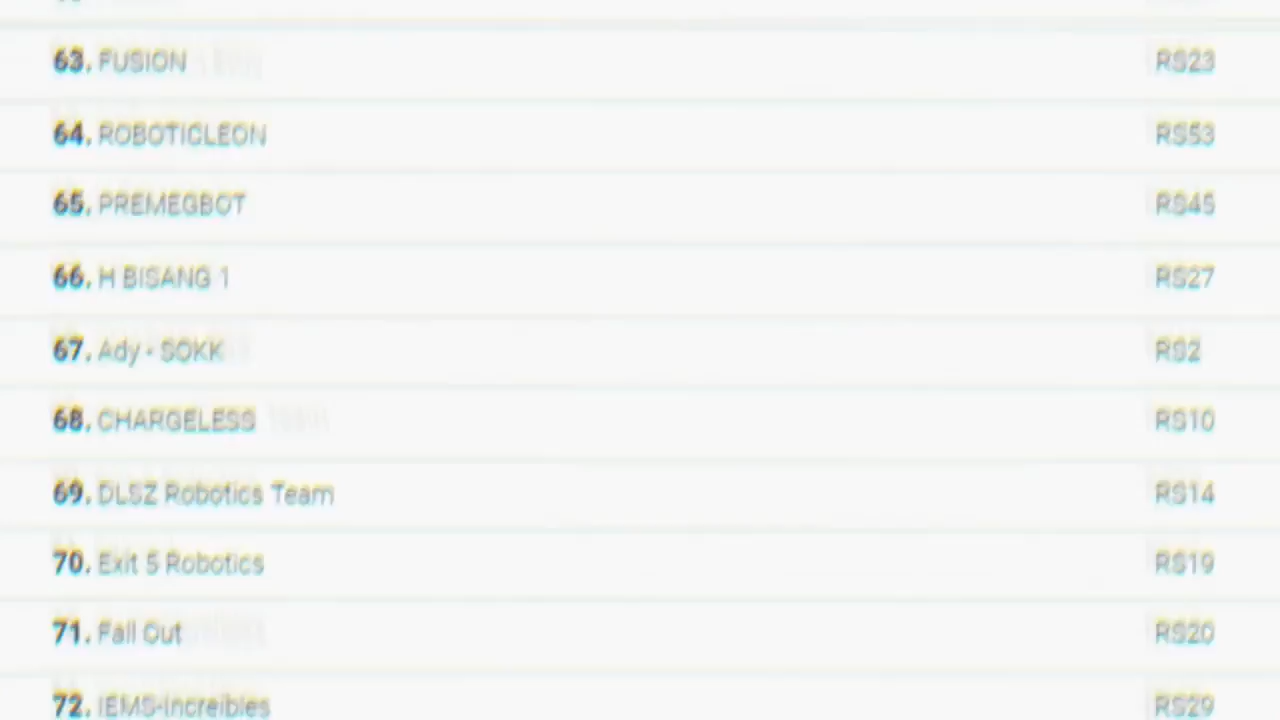 63. FUSION RS23
64. ROBOTICLEON RS53
65. PREMEGBOT RS45
66. H BISANG 1 RS27
67. Ady - SOKK RS2
68. CHARGELESS RS10
69. DLSZ Robotics Team RS14
70. Exit 5 Robotics RS19
71. Fall Out RS20
72. IEMS-Increibles RS29